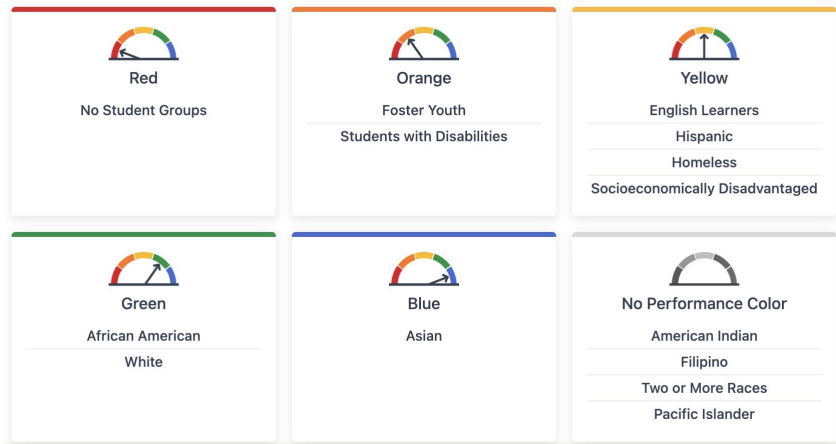 Red
No Student Groups
Orange
Foster Youth
Students with Disabilities
Yellow
English Learners
Hispanic
Homeless
Socioeconomically Disadvantaged
Green
African American
White
Blue
Asian
No Performance Color
American Indian
Filipino
Two or More Races
Pacific Islander